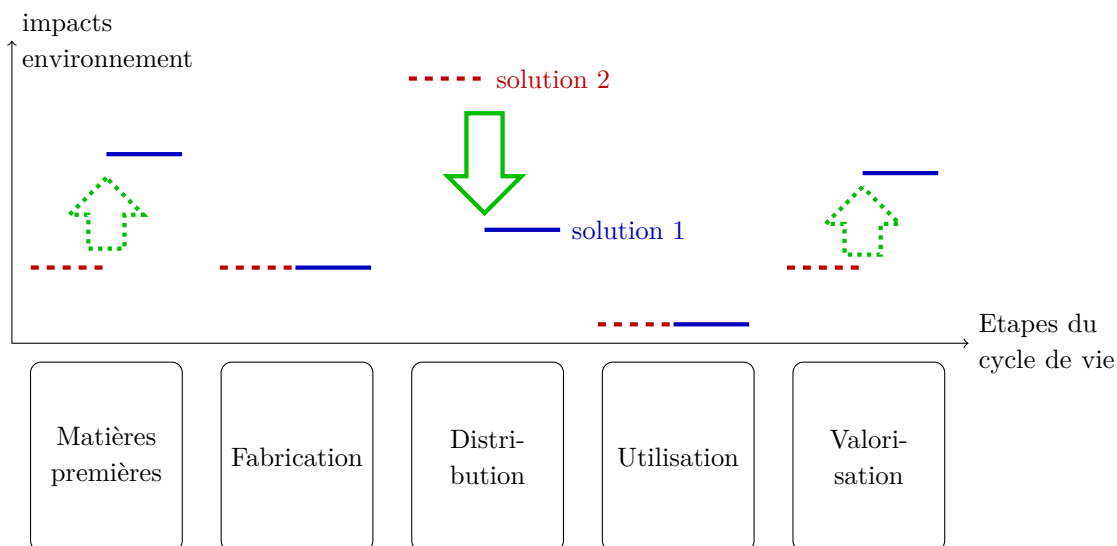 impacts
environnement
solution 2
solution 1
Etapes du
cycle de vie
Matières
premières
Fabrication
Distri-
bution
Utilisation
Valori-
sation